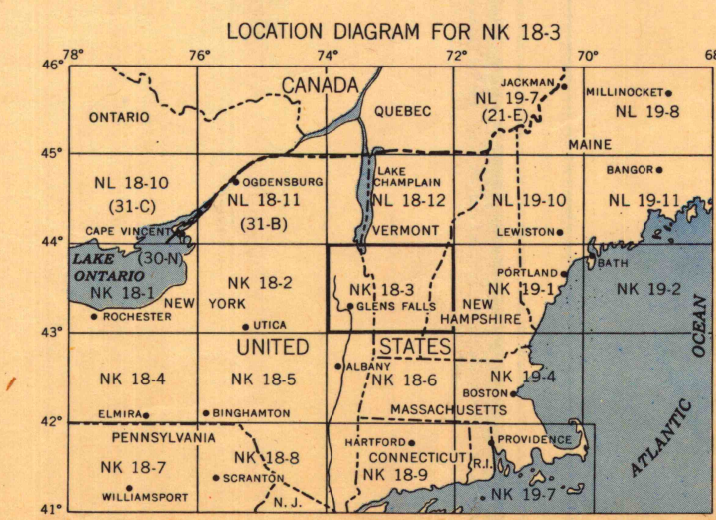 LOCATION DIAGRAM FOR NK 18-3
78° 76° 74° 72° 70° 68
46°
CANADA
JACKMAN
NL 19-7
(21-E)
MILLINOCKET
NL 19-8
ONTARIO
QUEBEC
MAINE
45°
NL 18-10
(31-C)
OGDENSBURG
NL 18-11
(31-B)
LAKE
CHAMPLAIN
NL 18-12
NL 19-10
BANGOR
NL 19-11
CAPE VINCENT
VERMONT
LEWISTON
44°
LAKE
ONTARIO
(30-N)
NK 18-1
NK 18-2
NK 18-3
GLENS FALLS
PORTLAND
NK 19-1
BATH
NK 19-2
NEW YORK
NEW
HAMPSHIRE
ROCHESTER
UTICA
43°
UNITED STATES
OCEAN
ATLANTIC
NK 18-4
NK 18-5
ALBANY
NK 18-6
NK 19-4
BOSTON
MASSACHUSETTS
ELMIRA
BINGHAMTON
42°
PENNSYLVANIA
NK 18-7
WILLIAMSPORT
NK 18-8
SCRANTON
N. J.
HARTFORD
CONNECTICUT
NK 18-9
R.I.
PROVIDENCE
NK 19-7
41°